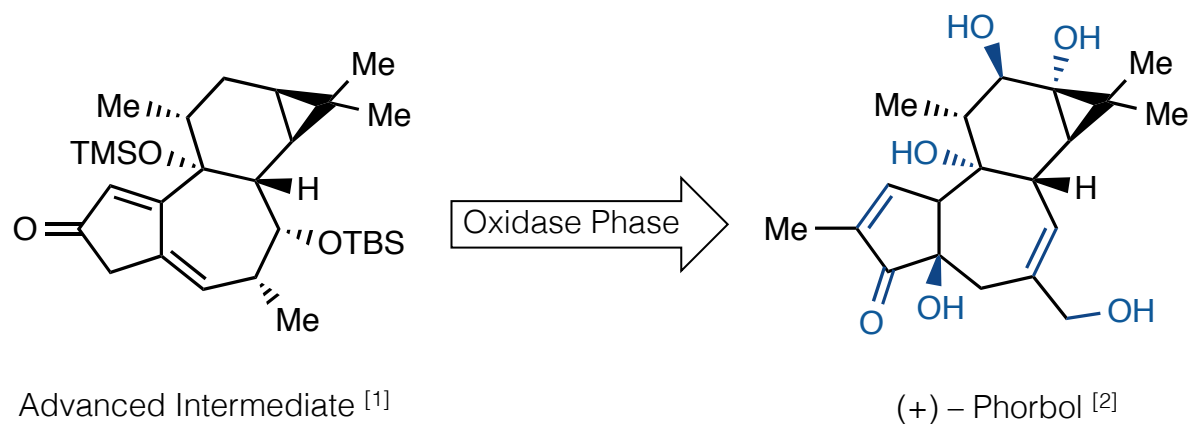 HO
OH
Me
Me
Me
Me
Me
Me
TMSO
HO
H
H
O
OTBS
Oxidase Phase
Me
Me
O
OH
OH
Advanced Intermediate [1]
(+) – Phorbol [2]